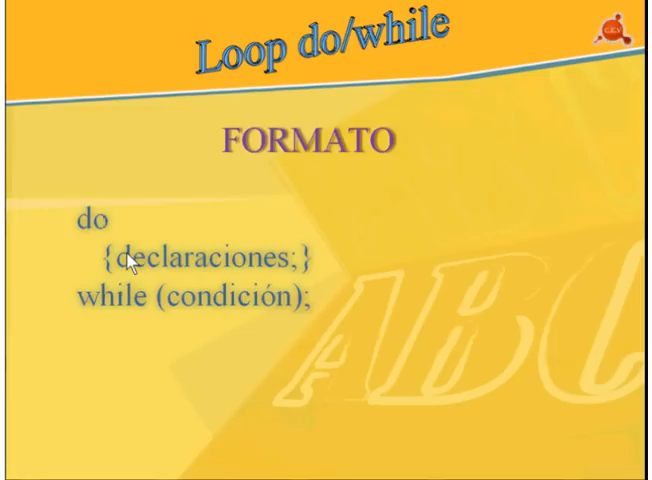 Loop do/while
FORMATO
do
{declaraciones;}
while (condición);
ABC